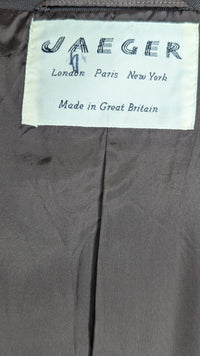 JAEGER
London Paris New York
Made in Great Britain